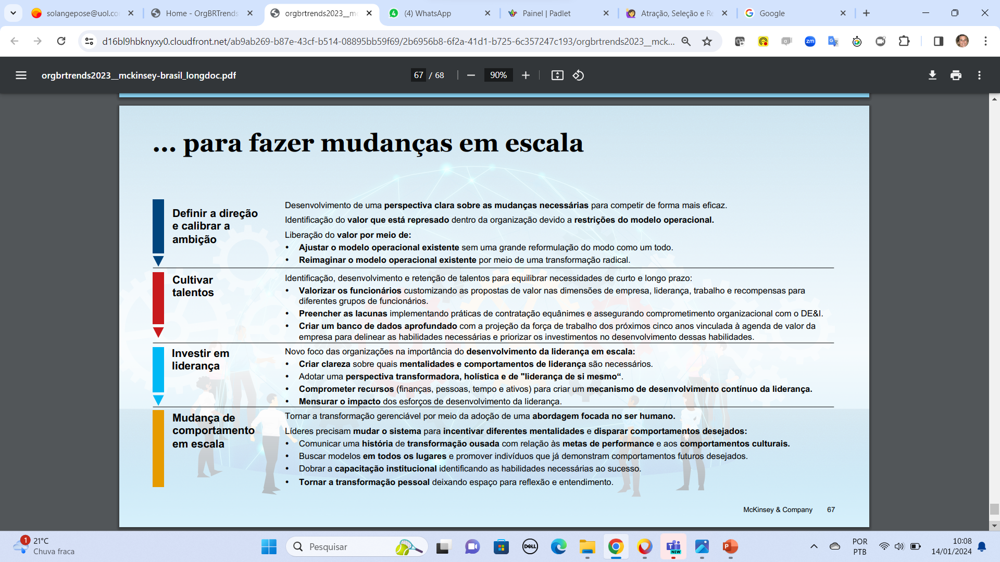 solangepose@uol.co
Home - OrgBRTrends
orgbrtrends2023__mc
(4) WhatsApp
Painel | Padlet
Atração, Seleção e Re
Google
d16bl9hbknyxy0.cloudfront.net/ab9ab269-b87e-43cf-b514-08895bb59f69/2b6956b8-6f2a-41d1-b725-6c357247c193/orgbrtrends2023__mck...
orgbrtrends2023__mckinsey-brasil_longdoc.pdf
67 / 68
90%
... para fazer mudanças em escala
Definir a direção
e calibrar a
ambição
Desenvolvimento de uma perspectiva clara sobre as mudanças necessárias para competir de forma mais eficaz.
Identificação do valor que está represado dentro da organização devido a restrições do modelo operacional.
Liberação do valor por meio de:
• Ajustar o modelo operacional existente sem uma grande reformulação do modo como um todo.
• Reimaginar o modelo operacional existente por meio de uma transformação radical.
Cultivar
talentos
Identificação, desenvolvimento e retenção de talentos para equilibrar necessidades de curto e longo prazo:
• Valorizar os funcionários customizando as propostas de valor nas dimensões de empresa, liderança, trabalho e recompensas para
diferentes grupos de funcionários.
• Preencher as lacunas implementando práticas de contratação equânimes e assegurando comprometimento organizacional com o DE&I.
• Criar um banco de dados aprofundado com a projeção da força de trabalho dos próximos cinco anos vinculada à agenda de valor da
empresa para delinear as habilidades necessárias e priorizar os investimentos no desenvolvimento dessas habilidades.
Investir em
liderança
Novo foco das organizações na importância do desenvolvimento da liderança em escala:
• Criar clareza sobre quais mentalidades e comportamentos de liderança são necessários.
• Adotar uma perspectiva transformadora, holística e de "liderança de si mesmo“.
• Comprometer recursos (finanças, pessoas, tempo e ativos) para criar um mecanismo de desenvolvimento contínuo da liderança.
• Mensurar o impacto dos esforços de desenvolvimento da liderança.
Mudança de
comportamento
em escala
Tornar a transformação gerenciável por meio da adoção de uma abordagem focada no ser humano.
Líderes precisam mudar o sistema para incentivar diferentes mentalidades e disparar comportamentos desejados:
• Comunicar uma história de transformação ousada com relação às metas de performance e aos comportamentos culturais.
• Buscar modelos em todos os lugares e promover indivíduos que já demonstram comportamentos futuros desejados.
• Dobrar a capacitação institucional identificando as habilidades necessárias ao sucesso.
• Tornar a transformação pessoal deixando espaço para reflexão e entendimento.
McKinsey & Company 67
1
21°C
Chuva fraca
Pesquisar
DELL
NEW
POR
PTB
10:08
14/01/2024